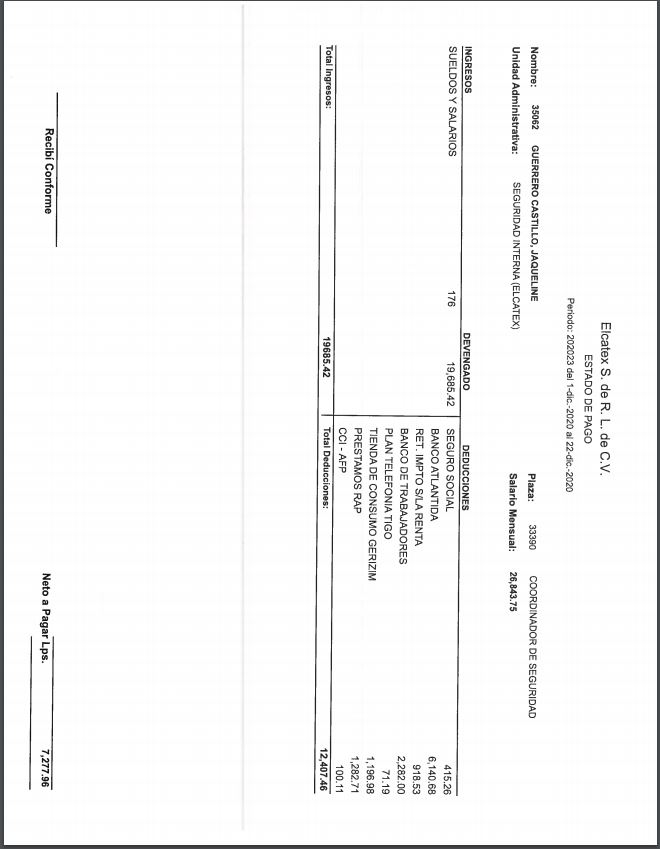 Elcatex S. de R. L. de C.V.
ESTADO DE PAGO
Periodo: 202023 del 1-dic.-2020 al 22-dic.-2020
Nombre: 35062 GUERRERO CASTILLO, JAQUELINE Plaza: 33390 COORDINADOR DE SEGURIDAD
Unidad Administrativa: SEGURIDAD INTERNA (ELCATEX) Salario Mensual: 26,843.75
INGRESOS DEVENGADO DEDUCCIONES
SUELDOS Y SALARIOS 176 19,685.42 SEGURO SOCIAL 415.26
BANCO ATLANTIDA 6,140.68
RET. IMPTO S/LA RENTA 918.53
BANCO DE TRABAJADORES 2,282.00
PLAN TELEFONIA TIGO 71.19
TIENDA DE CONSUMO GERIZIM 1,196.98
PRESTAMOS RAP 1,282.71
CCI - AFP 100.11
Total Ingresos: 19685.42 Total Deducciones: 12,407.46
Neto a Pagar Lps. 7,277.96
Recibí Conforme